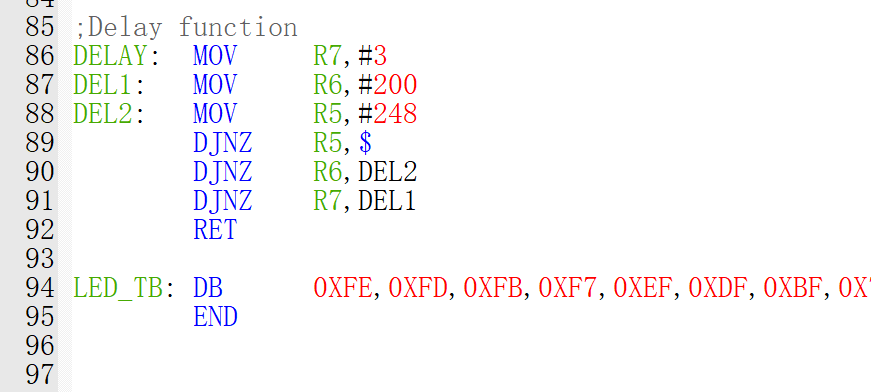 84
85 ;Delay function
86 DELAY: MOV R7,#3
87 DEL1: MOV R6,#200
88 DEL2: MOV R5,#248
89 DJNZ R5,$
90 DJNZ R6,DEL2
91 DJNZ R7,DEL1
92 RET
93
94 LED_TB: DB 0XFE,0XFD,0XFB,0XF7,0XEF,0XDF,0XBF,0X
95 END
96
97